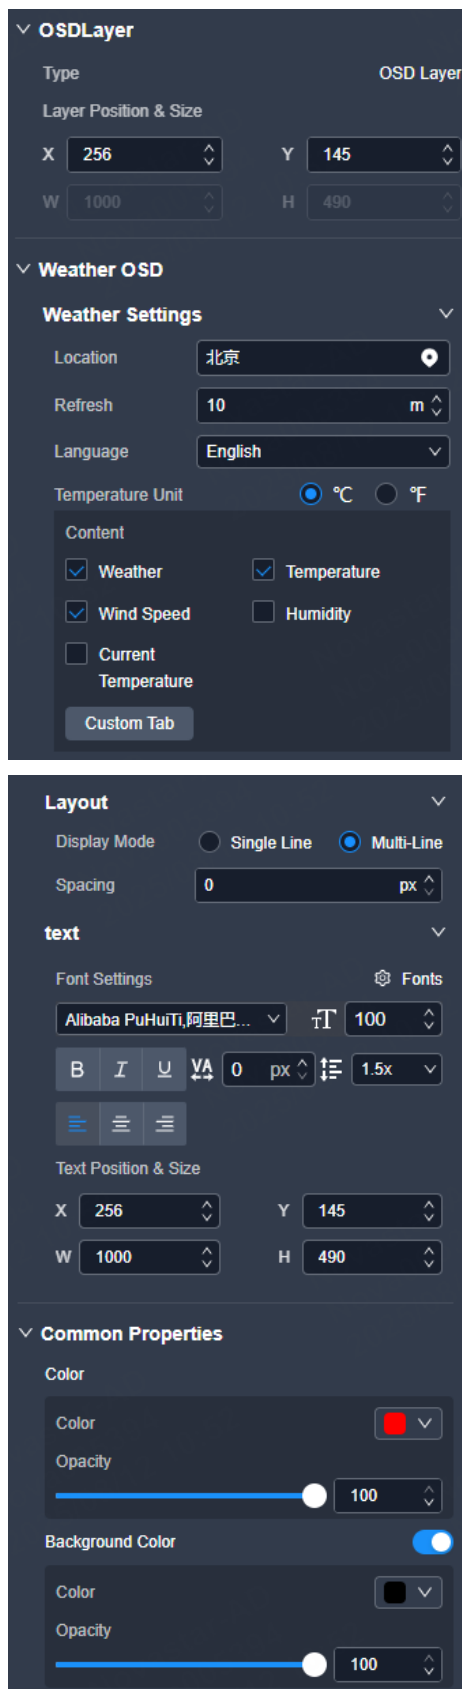 OSDLayer
Type OSD Layer
Layer Position & Size
X 256 Y 145
W 1000 H 490
Weather OSD
Weather Settings
Location 北京
Refresh 10 m
Language English
Temperature Unit °C °F
Content
Weather Temperature
Wind Speed Humidity
Current
Temperature
Custom Tab
Layout
Display Mode Single Line Multi-Line
Spacing 0 px
text
Font Settings Fonts
Alibaba PuHuiTi,阿里巴... TT 100
B I U VA 0 px 1.5x
Text Position & Size
X 256 Y 145
W 1000 H 490
Common Properties
Color
Color
Opacity
100
Background Color
Color
Opacity
100